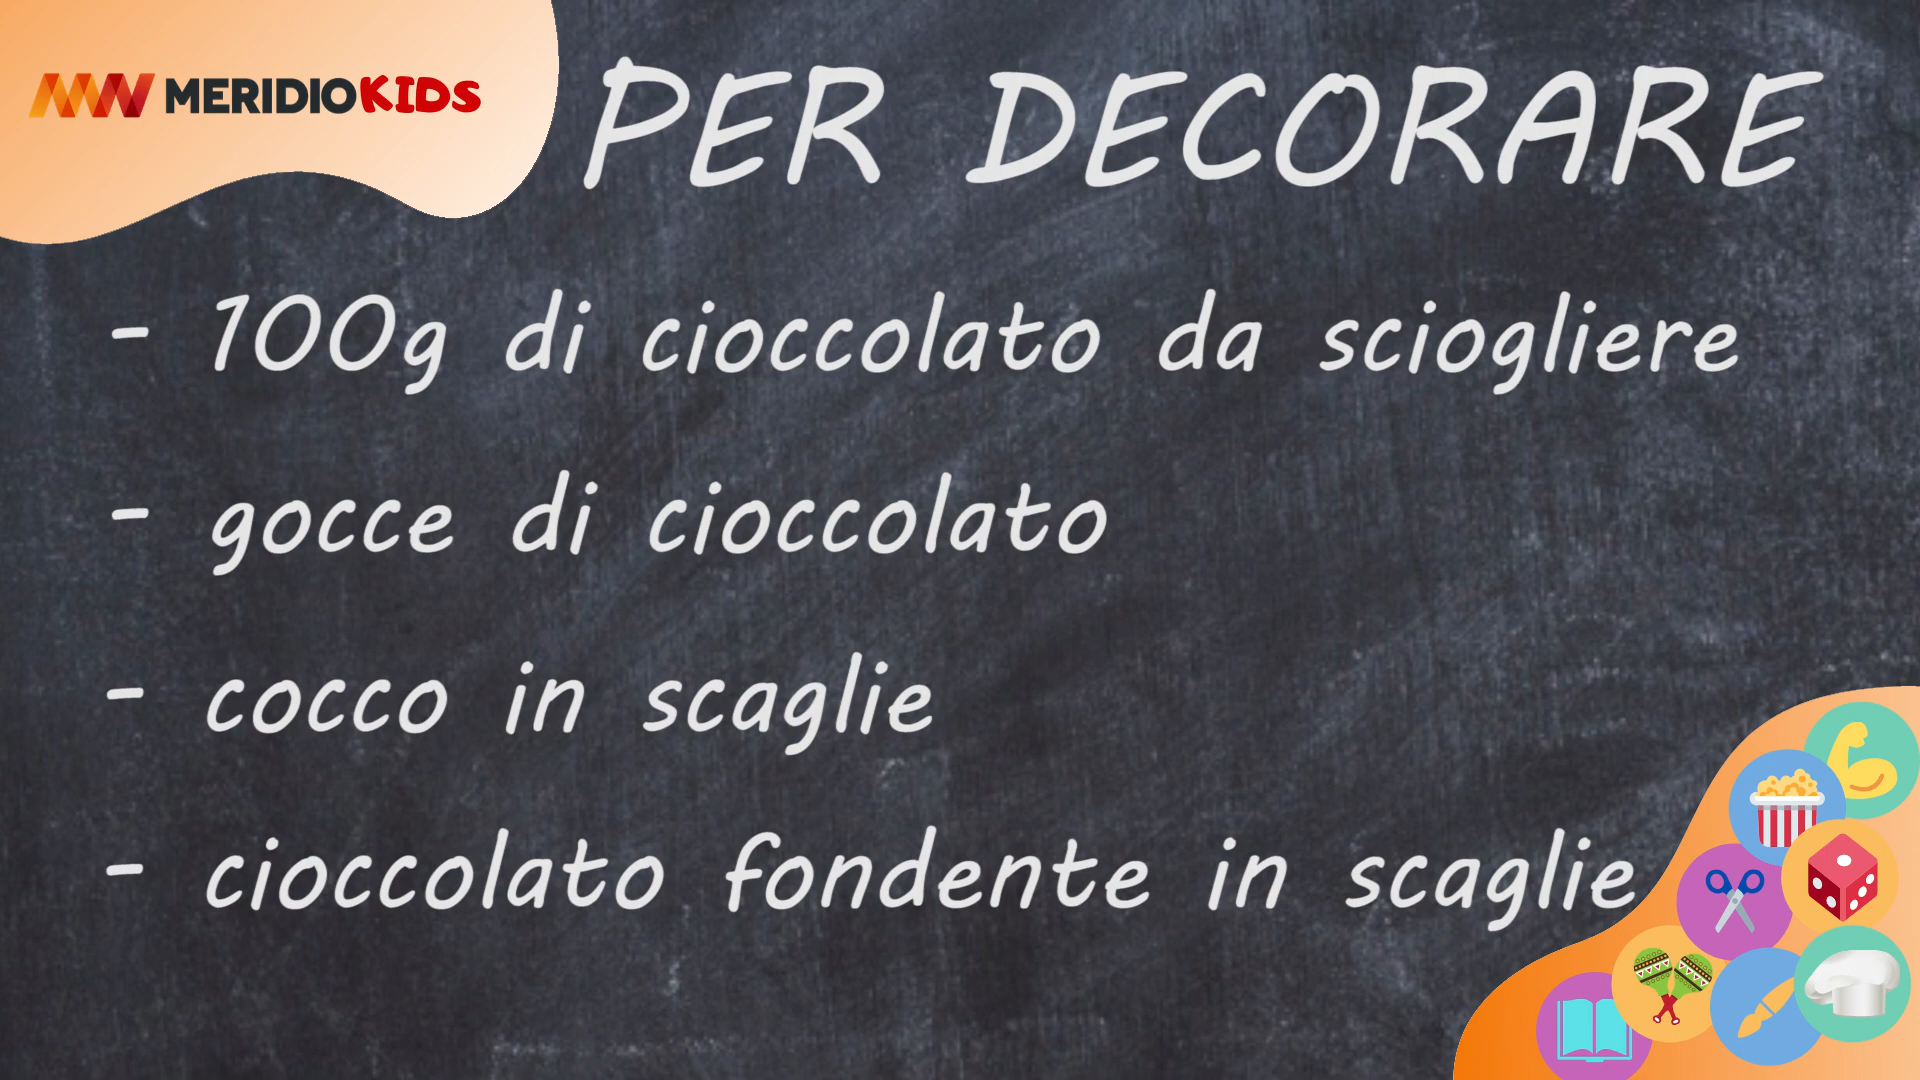 MERIDIOKIDS
PER DECORARE
- 100g di cioccolato da sciogliere
- gocce di cioccolato
- cocco in scaglie
- cioccolato fondente in scaglie